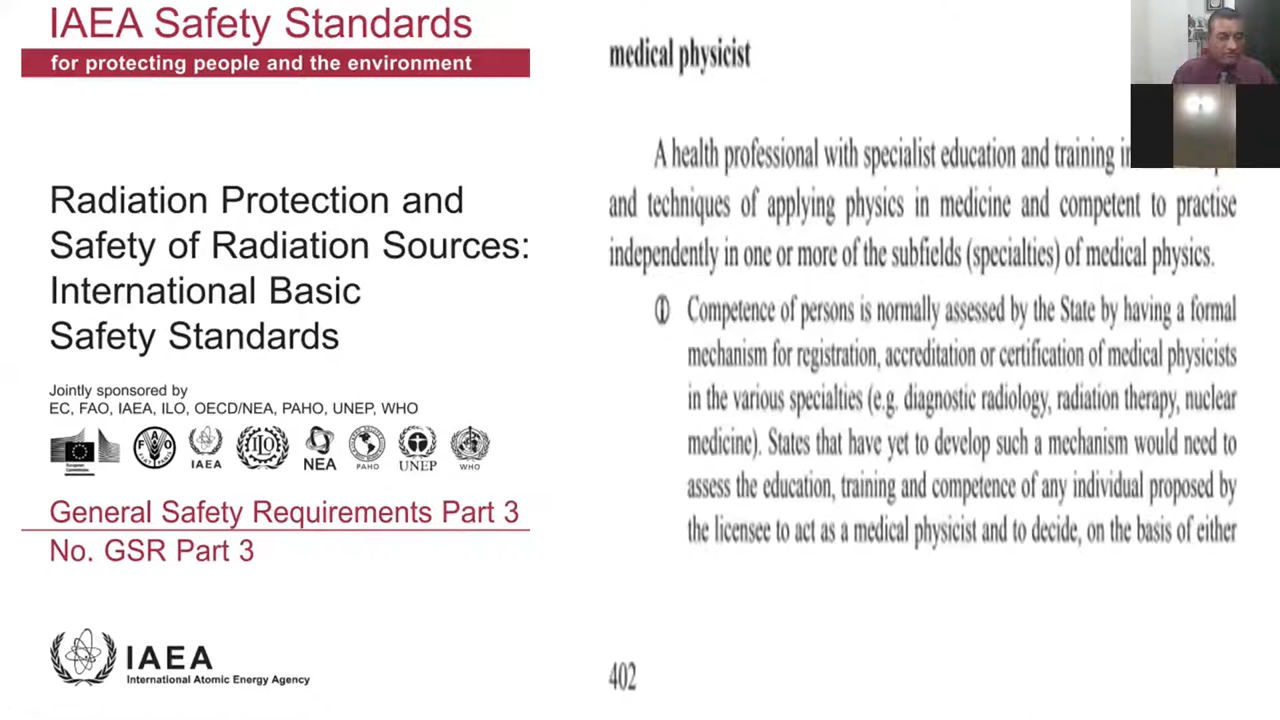 IAEA Safety Standards
for protecting people and the environment
Radiation Protection and
Safety of Radiation Sources:
International Basic
Safety Standards
Jointly sponsored by
EC, FAO, IAEA, ILO, OECD/NEA, PAHO, UNEP, WHO
IAEA
ILO
NEA
PAHO
UNEP
WHO
General Safety Requirements Part 3
No. GSR Part 3
IAEA
International Atomic Energy Agency
medical physicist
A health professional with specialist education and training in
and techniques of applying physics in medicine and competent to practise
independently in one or more of the subfields (specialties) of medical physics.
Competence of persons is normally assessed by the State by having a formal
mechanism for registration, accreditation or certification of medical physicists
in the various specialties (e.g. diagnostic radiology, radiation therapy, nuclear
medicine). States that have yet to develop such a mechanism would need to
assess the education, training and competence of any individual proposed by
the licensee to act as a medical physicist and to decide, on the basis of either
402